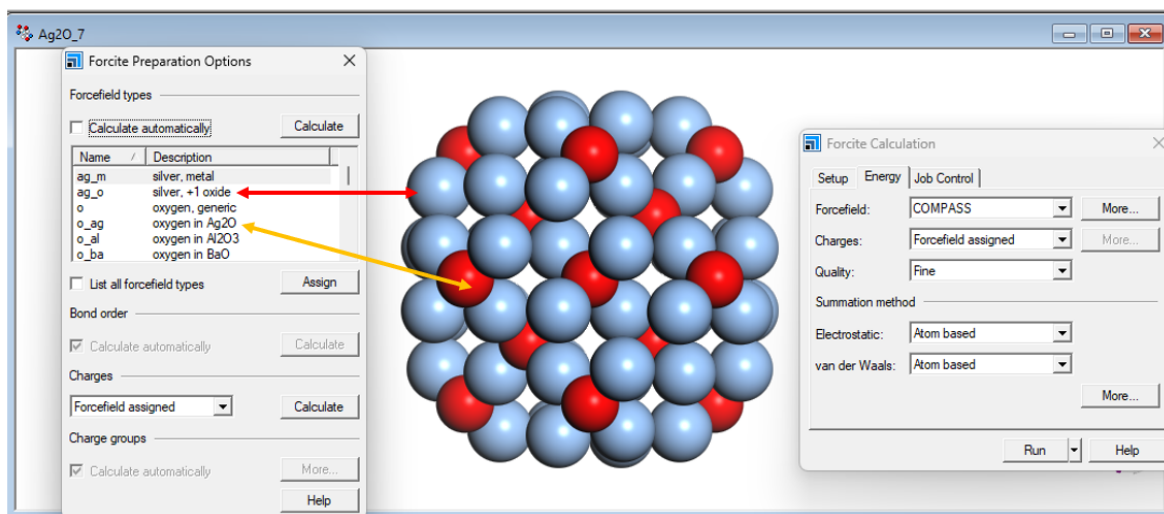 Ag2O_7
Forcite Preparation Options
Forcefield types
Calculate automatically
Calculate
Name / Description
ag_m silver, metal
ag_o silver, +1 oxide
o oxygen, generic
o_ag oxygen in Ag2O
o_al oxygen in Al2O3
o_ba oxygen in BaO
List all forcefield types
Assign
Bond order
Calculate automatically
Calculate
Charges
Forcefield assigned
Calculate
Charge groups
Calculate automatically
More...
Help
Forcite Calculation
Setup Energy Job Control
Forcefield: COMPASS More...
Charges: Forcefield assigned More...
Quality: Fine
Summation method
Electrostatic: Atom based
van der Waals: Atom based
More...
Run Help